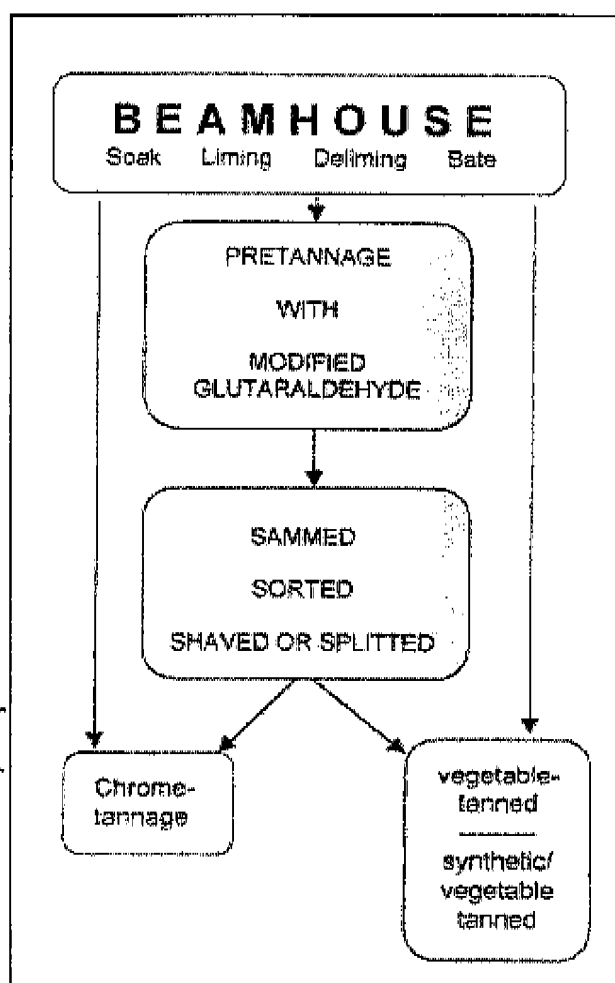 BEAMHOUSE
Soak Liming Deliming Bate
PRETANNAGE
WITH
MODIFIED
GLUTARALDEHYDE
SAMMED
SORTED
SHAVED OR SPLITTED
Chrome-
tannage
vegetable-
tanned
synthetic/
vegetable
tanned